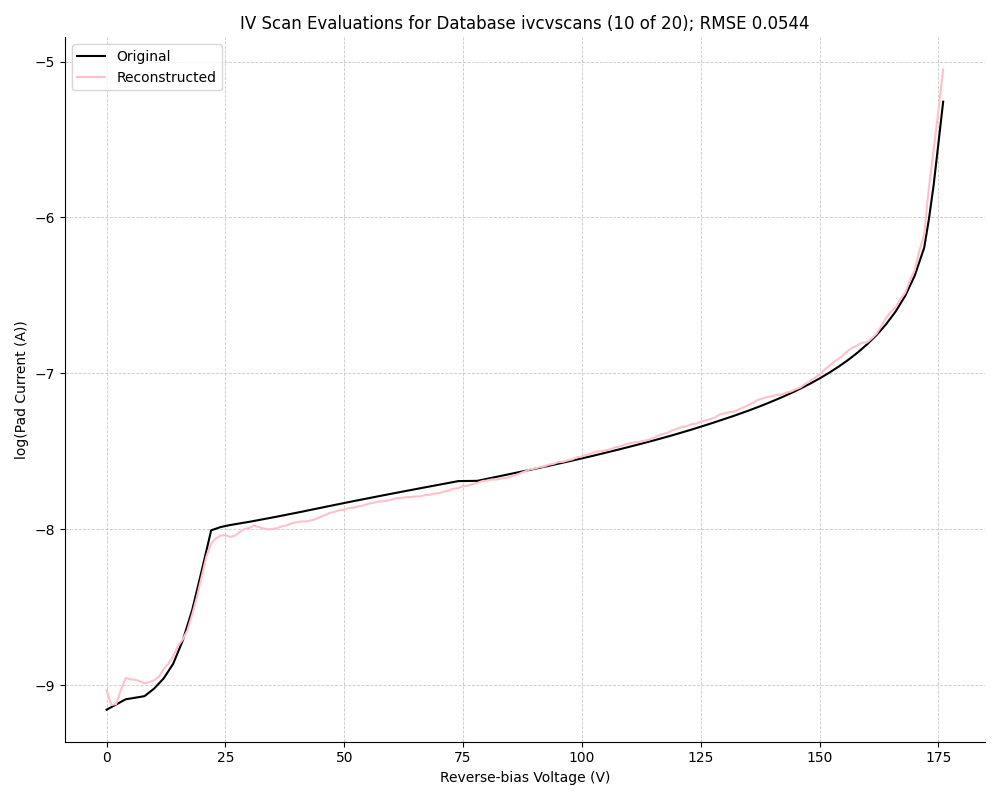 IV Scan Evaluations for Database ivcvscans (10 of 20); RMSE 0.0544
Original
Reconstructed
−5
−6
−7
−8
−9
log(Pad Current (A))
0 25 50 75 100 125 150 175
Reverse-bias Voltage (V)